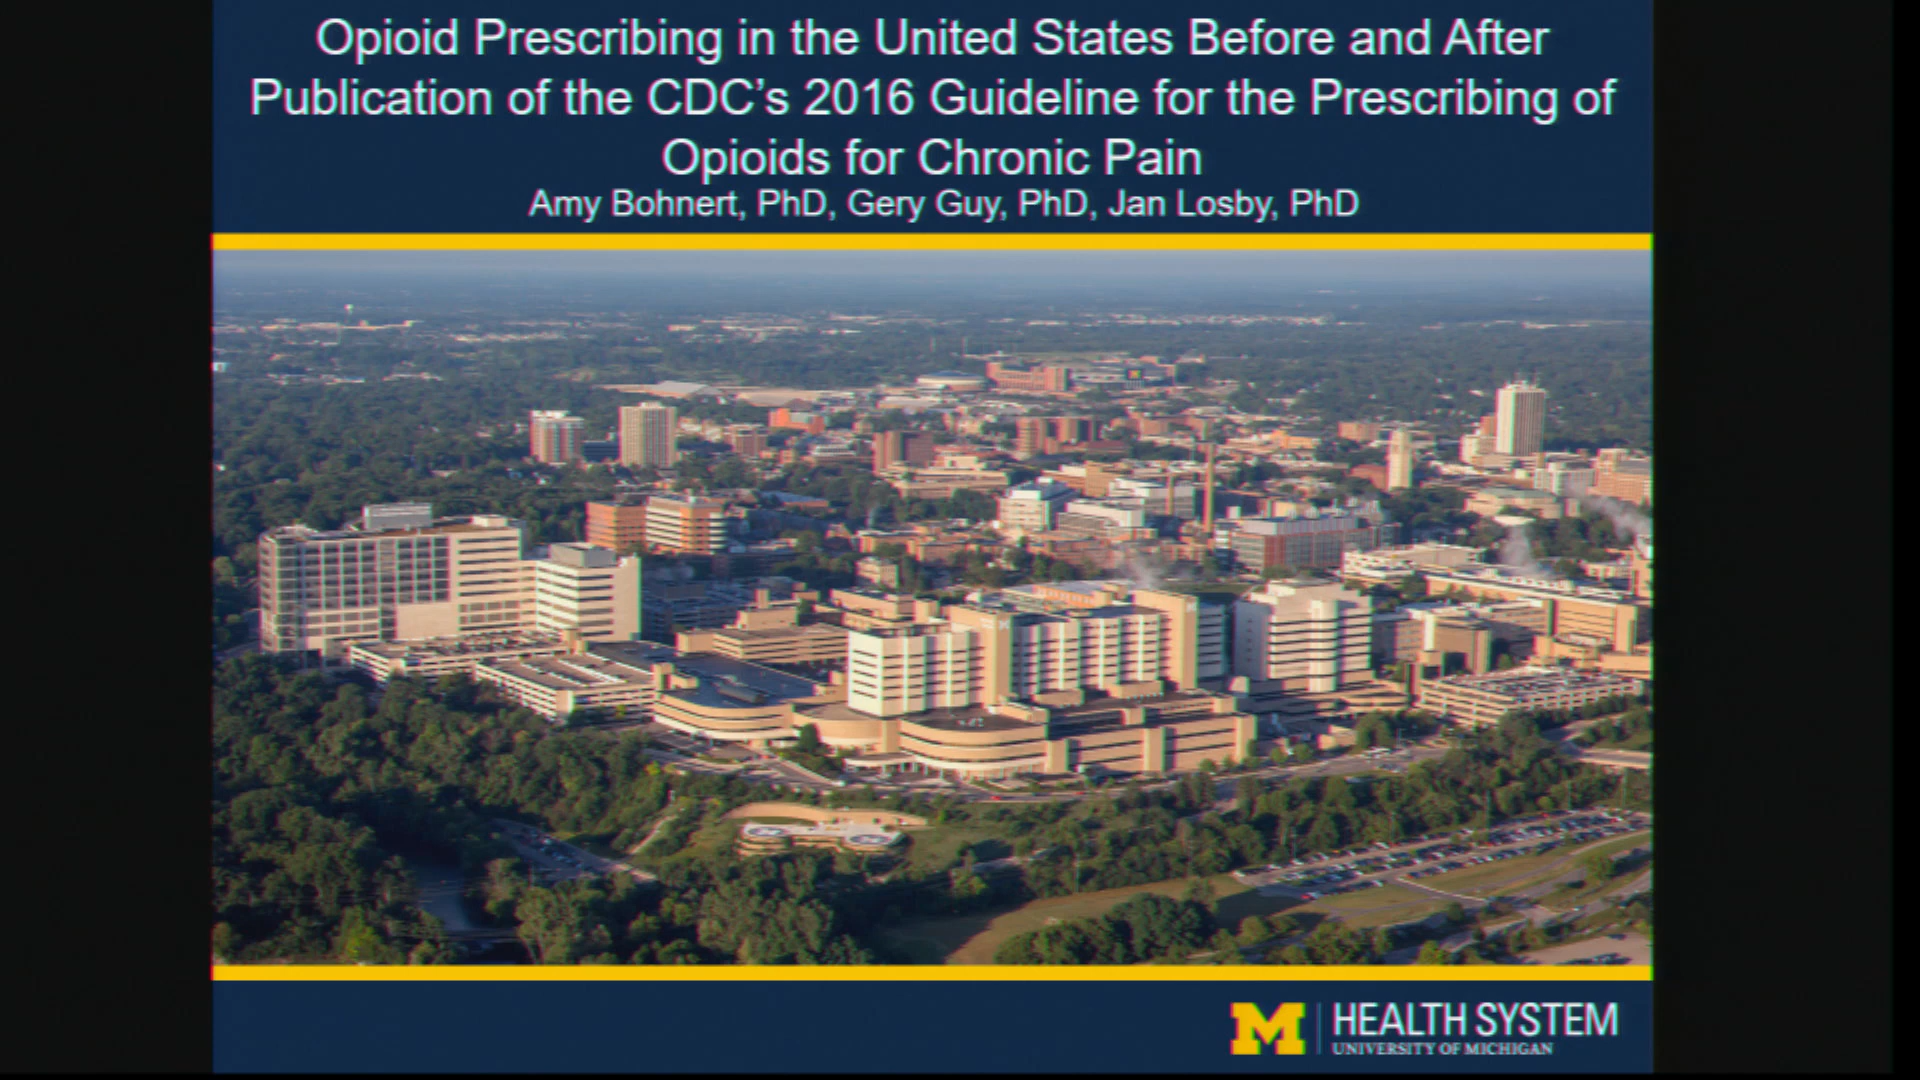 Opioid Prescribing in the United States Before and After
Publication of the CDC’s 2016 Guideline for the Prescribing of
Opioids for Chronic Pain
Amy Bohnert, PhD, Gery Guy, PhD, Jan Losby, PhD
M HEALTH SYSTEM
UNIVERSITY OF MICHIGAN